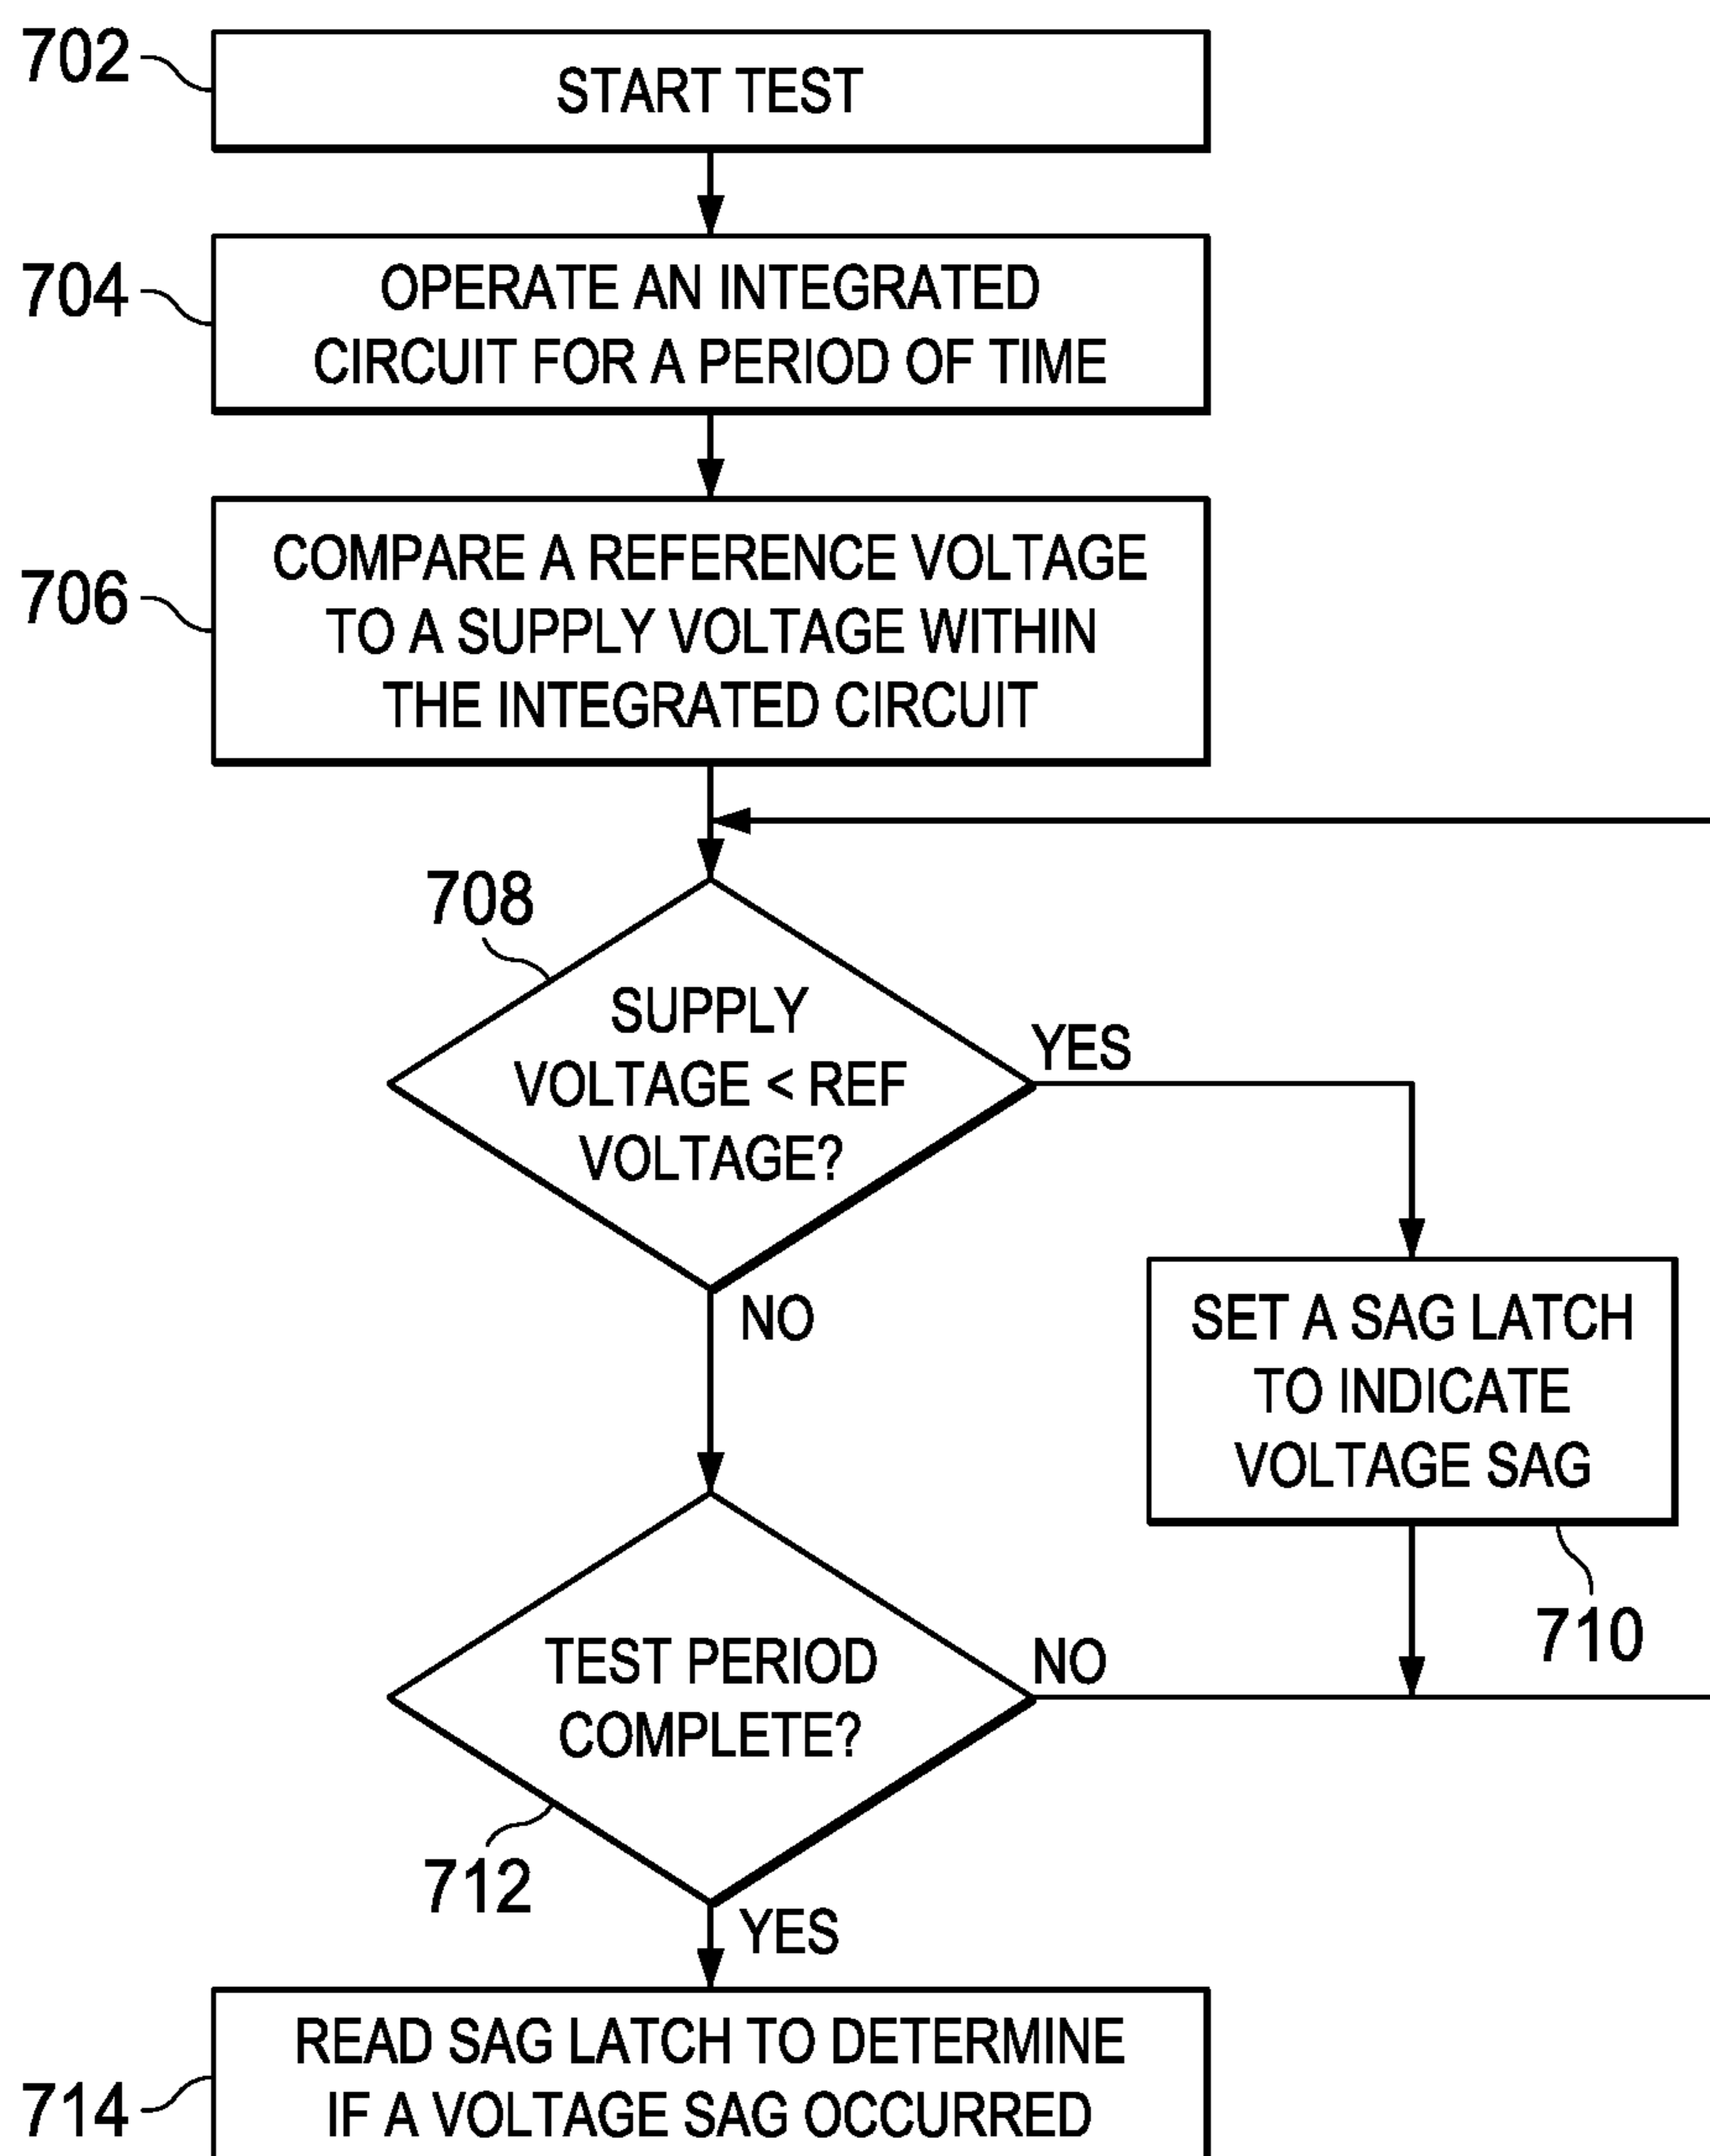 702
START TEST
704
OPERATE AN INTEGRATED
CIRCUIT FOR A PERIOD OF TIME
706
COMPARE A REFERENCE VOLTAGE
TO A SUPPLY VOLTAGE WITHIN
THE INTEGRATED CIRCUIT
708
SUPPLY
VOLTAGE < REF
VOLTAGE?
YES
NO
SET A SAG LATCH
TO INDICATE
VOLTAGE SAG
710
TEST PERIOD
COMPLETE?
NO
712
YES
714
READ SAG LATCH TO DETERMINE
IF A VOLTAGE SAG OCCURRED